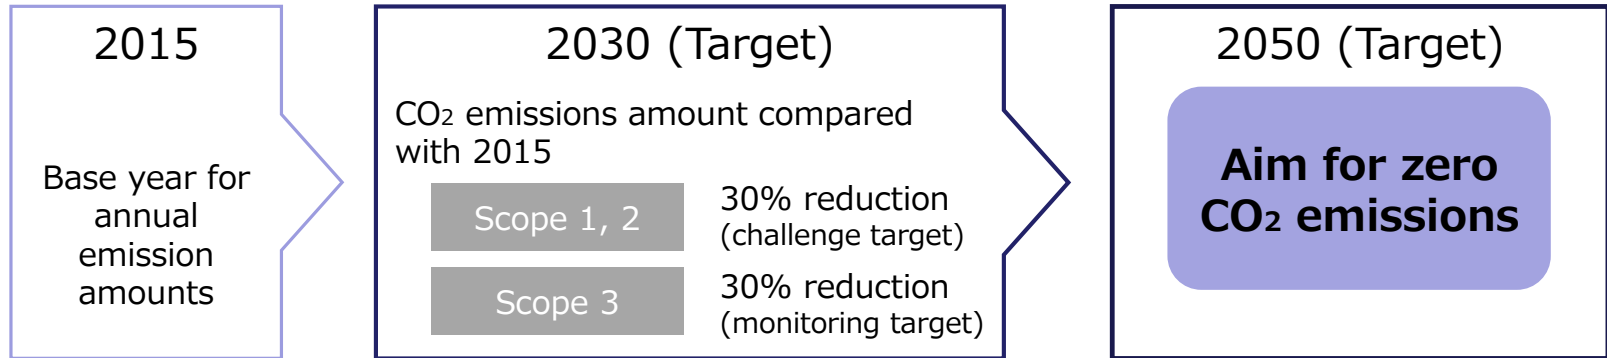 2015
Base year for
annual
emission
amounts
2030 (Target)
CO₂ emissions amount compared
with 2015
Scope 1, 2
30% reduction
(challenge target)
Scope 3
30% reduction
(monitoring target)
2050 (Target)
Aim for zero
CO₂ emissions